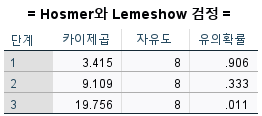 = Hosmer와 Lemeshow 검정 =
단계 카이제곱 자유도 유의확률
1 3.415 8 .906
2 9.109 8 .333
3 19.756 8 .011